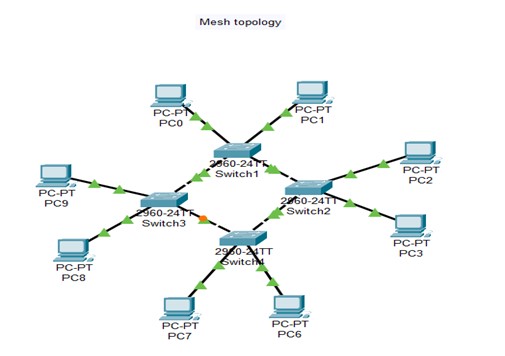 Mesh topology
PC-PT
PC0
PC-PT
PC1
2960-24TT
Switch1
PC-PT
PC2
PC-PT
PC9
2960-24TT
Switch2
2960-24TT
Switch3
PC-PT
PC3
2960-24TT
Switch4
PC-PT
PC8
PC-PT
PC7
PC-PT
PC6